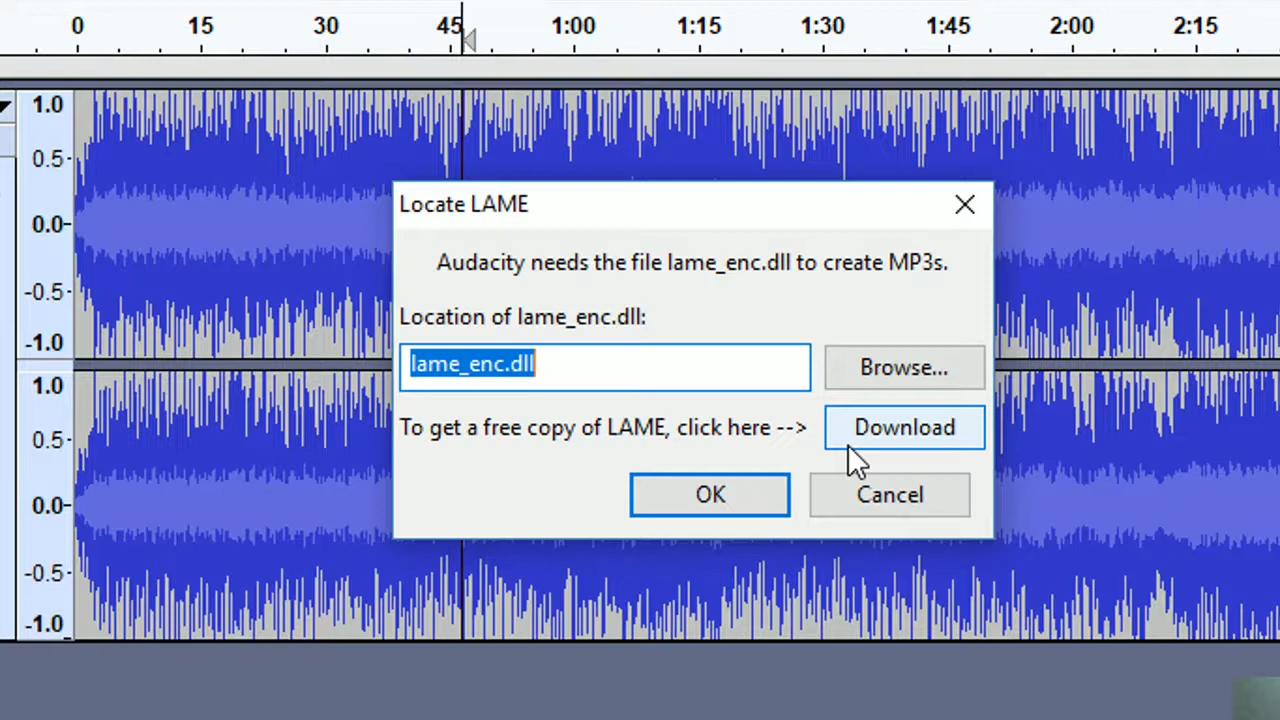 0 15 30 45 1:00 1:15 1:30 1:45 2:00 2:15
1.0
0.5
0.0
-0.5
-1.0
1.0
0.5
0.0
-0.5
-1.0
Locate LAME
Audacity needs the file lame_enc.dll to create MP3s.
Location of lame_enc.dll:
lame_enc.dll Browse...
To get a free copy of LAME, click here --> Download
OK Cancel